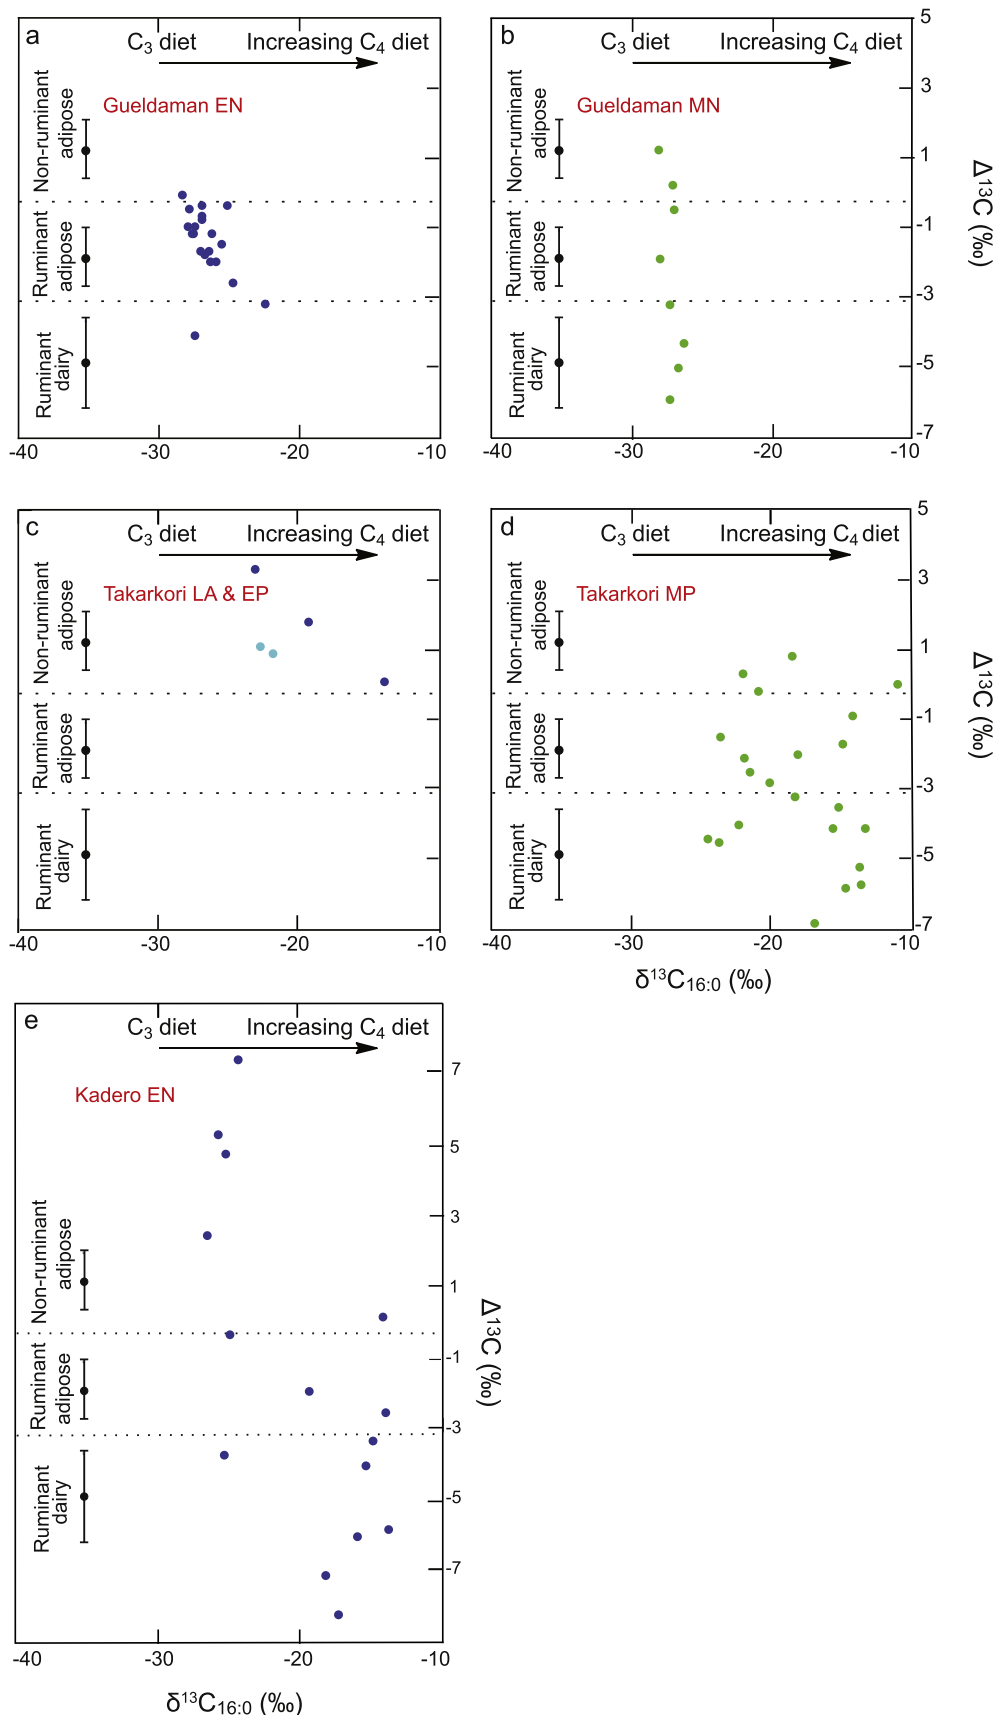 a
C3 diet
Increasing C4 diet
Gueldaman EN
Non-ruminant
adipose
Ruminant
adipose
Ruminant
dairy
-40
-30
-20
-10
b
C3 diet
Increasing C4 diet
Gueldaman MN
Non-ruminant
adipose
Ruminant
adipose
Ruminant
dairy
5
3
1
-1
-3
-5
-7
Δ13C (‰)
-40
-30
-20
-10
c
C3 diet
Increasing C4 diet
Takarkori LA & EP
Non-ruminant
adipose
Ruminant
adipose
Ruminant
dairy
-40
-30
-20
-10
d
C3 diet
Increasing C4 diet
Takarkori MP
Non-ruminant
adipose
Ruminant
adipose
Ruminant
dairy
5
3
1
-1
-3
-5
-7
Δ13C (‰)
-40
-30
-20
-10
δ13C16:0 (‰)
e
C3 diet
Increasing C4 diet
Kadero EN
Non-ruminant
adipose
Ruminant
adipose
Ruminant
dairy
7
5
3
1
-1
-3
-5
-7
Δ13C (‰)
-40
-30
-20
-10
δ13C16:0 (‰)